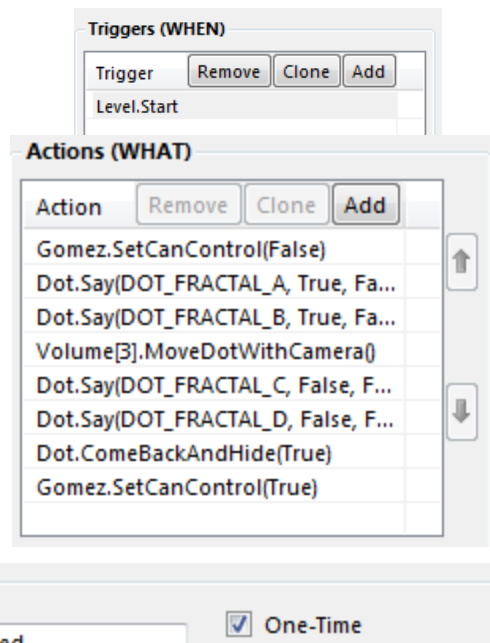 Triggers (WHEN)
Trigger Remove Clone Add
Level.Start
Actions (WHAT)
Action Remove Clone Add
Gomez.SetCanControl(False)
Dot.Say(DOT_FRACTAL_A, True, Fa...
Dot.Say(DOT_FRACTAL_B, True, Fa...
Volume[3].MoveDotWithCamera()
Dot.Say(DOT_FRACTAL_C, False, F...
Dot.Say(DOT_FRACTAL_D, False, F...
Dot.ComeBackAndHide(True)
Gomez.SetCanControl(True)
One-Time